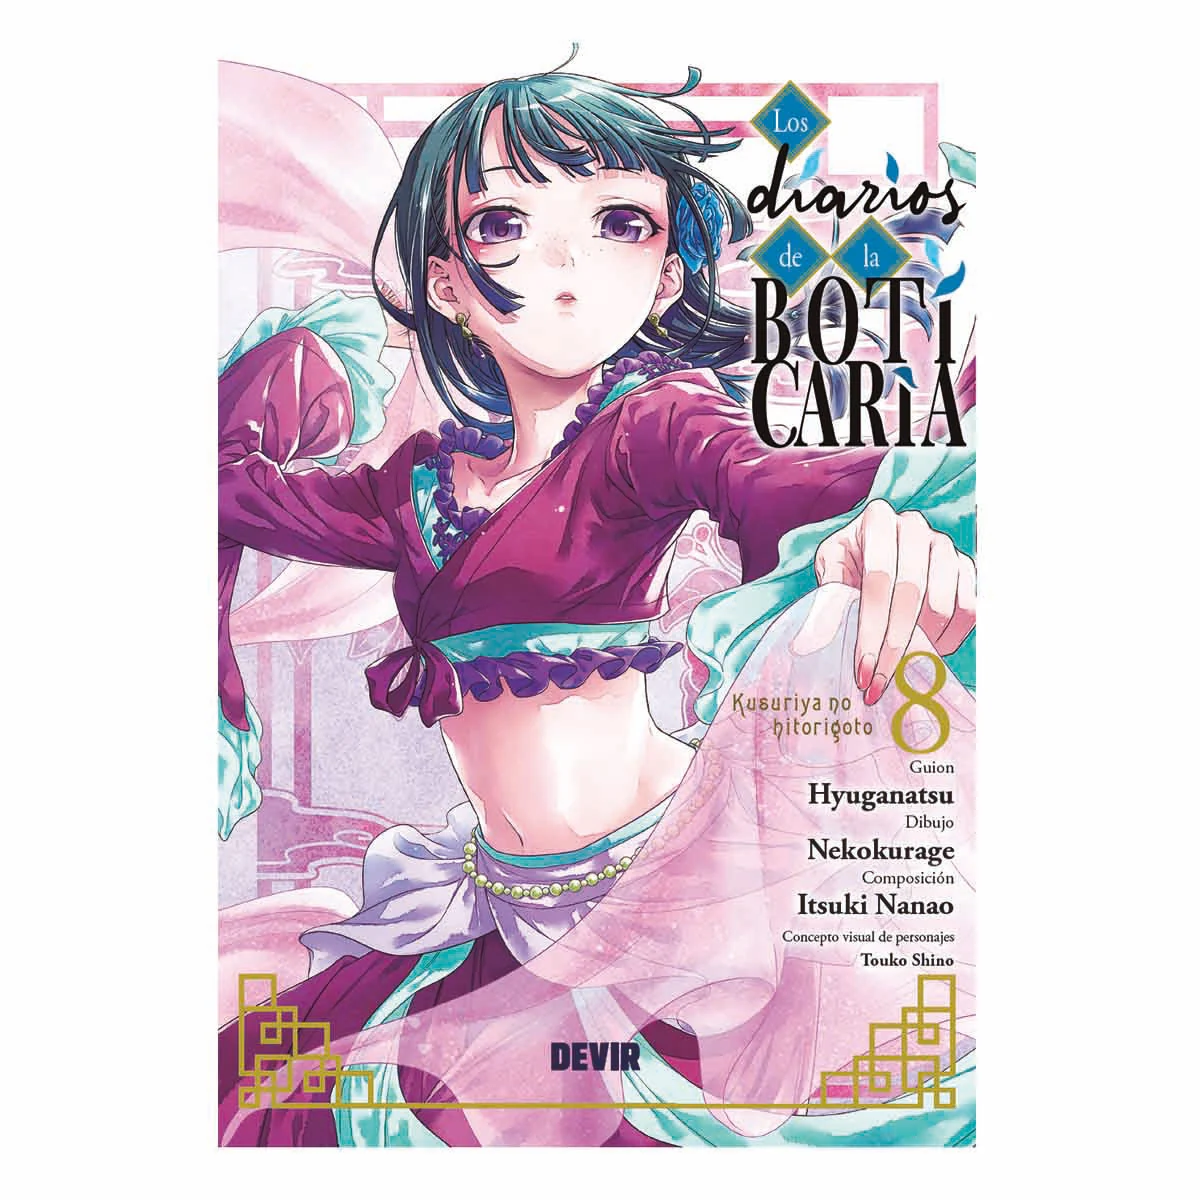 Los
diarios
de la
BOTI
CARIA
Kusuriya no
hitorigoto
8
Guion
Hyuganatsu
Dibujo
Nekokurage
Composición
Itsuki Nanao
Concepto visual de personajes
Touko Shino
DEVIR